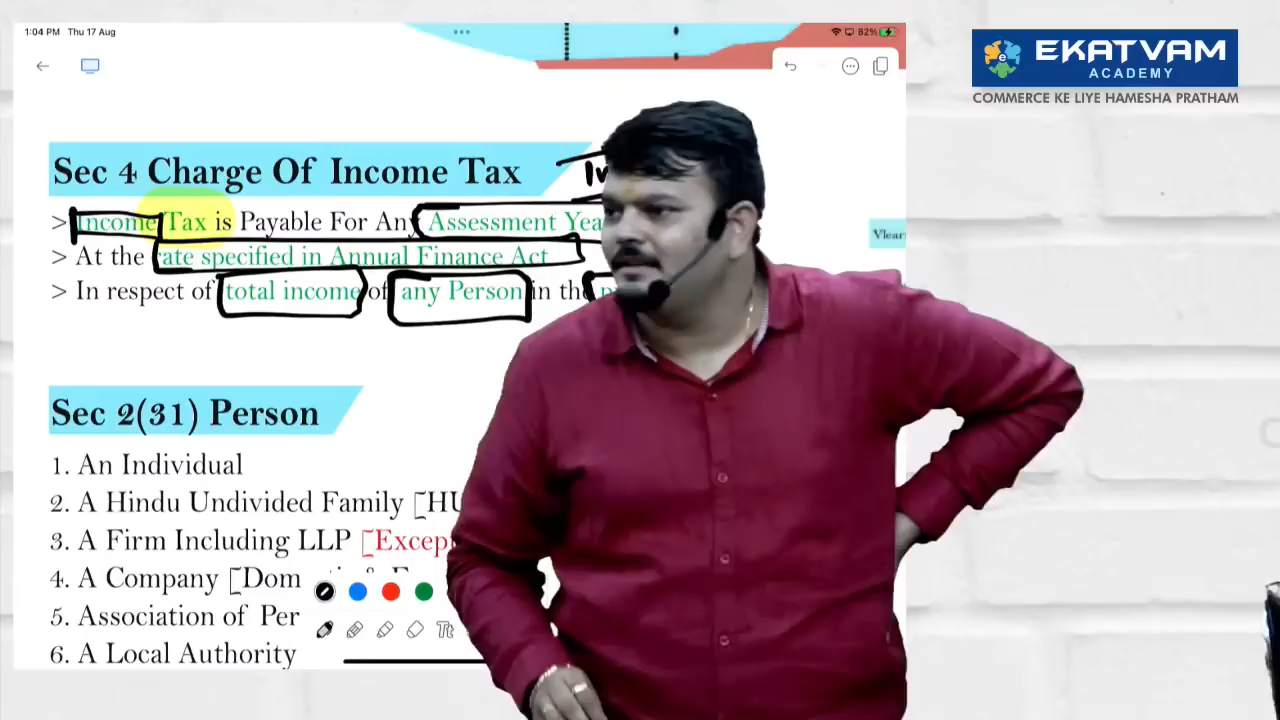 1:04 PM Thu 17 Aug
82%
EKATVAM
ACADEMY
COMMERCE KE LIYE HAMESHA PRATHAM
Sec 4 Charge Of Income Tax
> Income Tax is Payable For Any Assessment
> At the rate specified in Annual Finance Act
> In respect of total income of any Person in the
Sec 2(31) Person
1. An Individual
2. A Hindu Undivided Family
3. A Firm Including LLP
4. A Company
5. Association of
6. A Local Authority
Tt